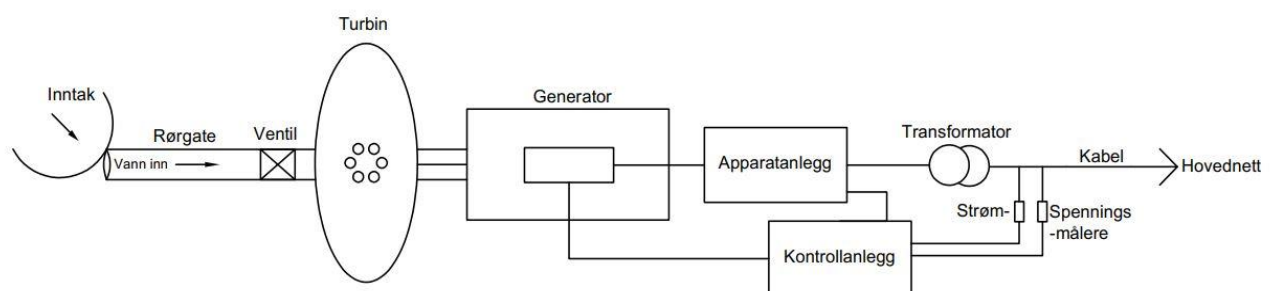 Turbin
Inntak
Rørgate
Ventil
Vann inn
Generator
Apparatanlegg
Transformator
Kabel
Hovednett
Strøm-
Spennings
-målere
Kontrollanlegg